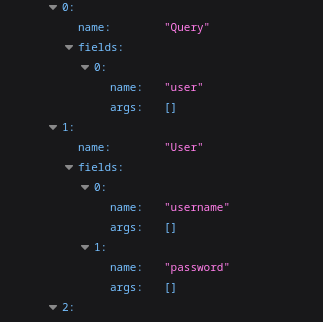 0:
name: "Query"
fields:
0:
name: "user"
args: []
1:
name: "User"
fields:
0:
name: "username"
args: []
1:
name: "password"
args: []
2: